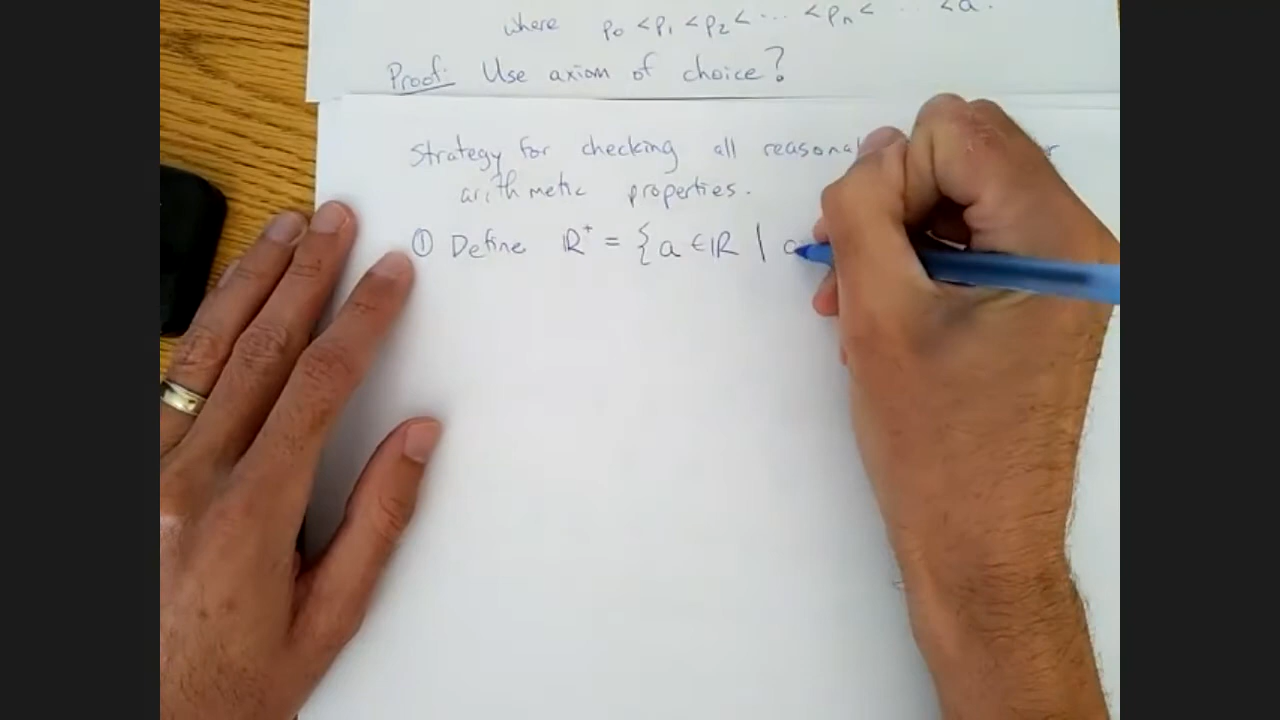 where p₀ < p₁ < p₂ < ··· < pₙ < ·· < a.
Proof: Use axiom of choice?
Strategy for checking all
arithmetic properties.
① Define ℝ⁺ = { a ∈ ℝ | a